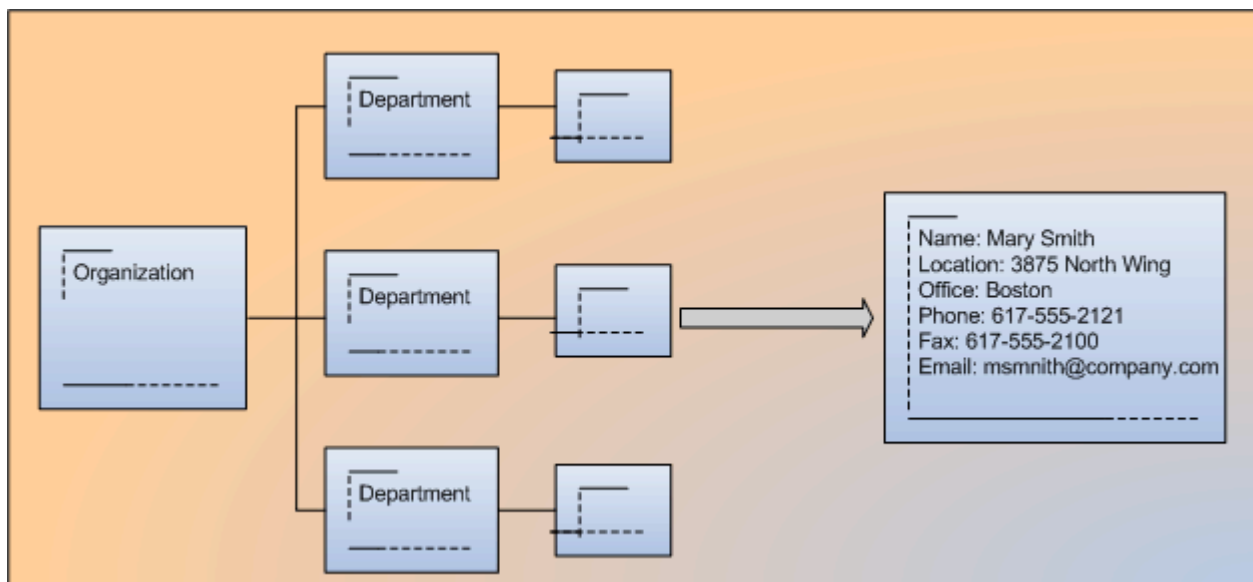 Department
Organization
Department
Department
Name: Mary Smith
Location: 3875 North Wing
Office: Boston
Phone: 617-555-2121
Fax: 617-555-2100
Email: msmnith@company.com